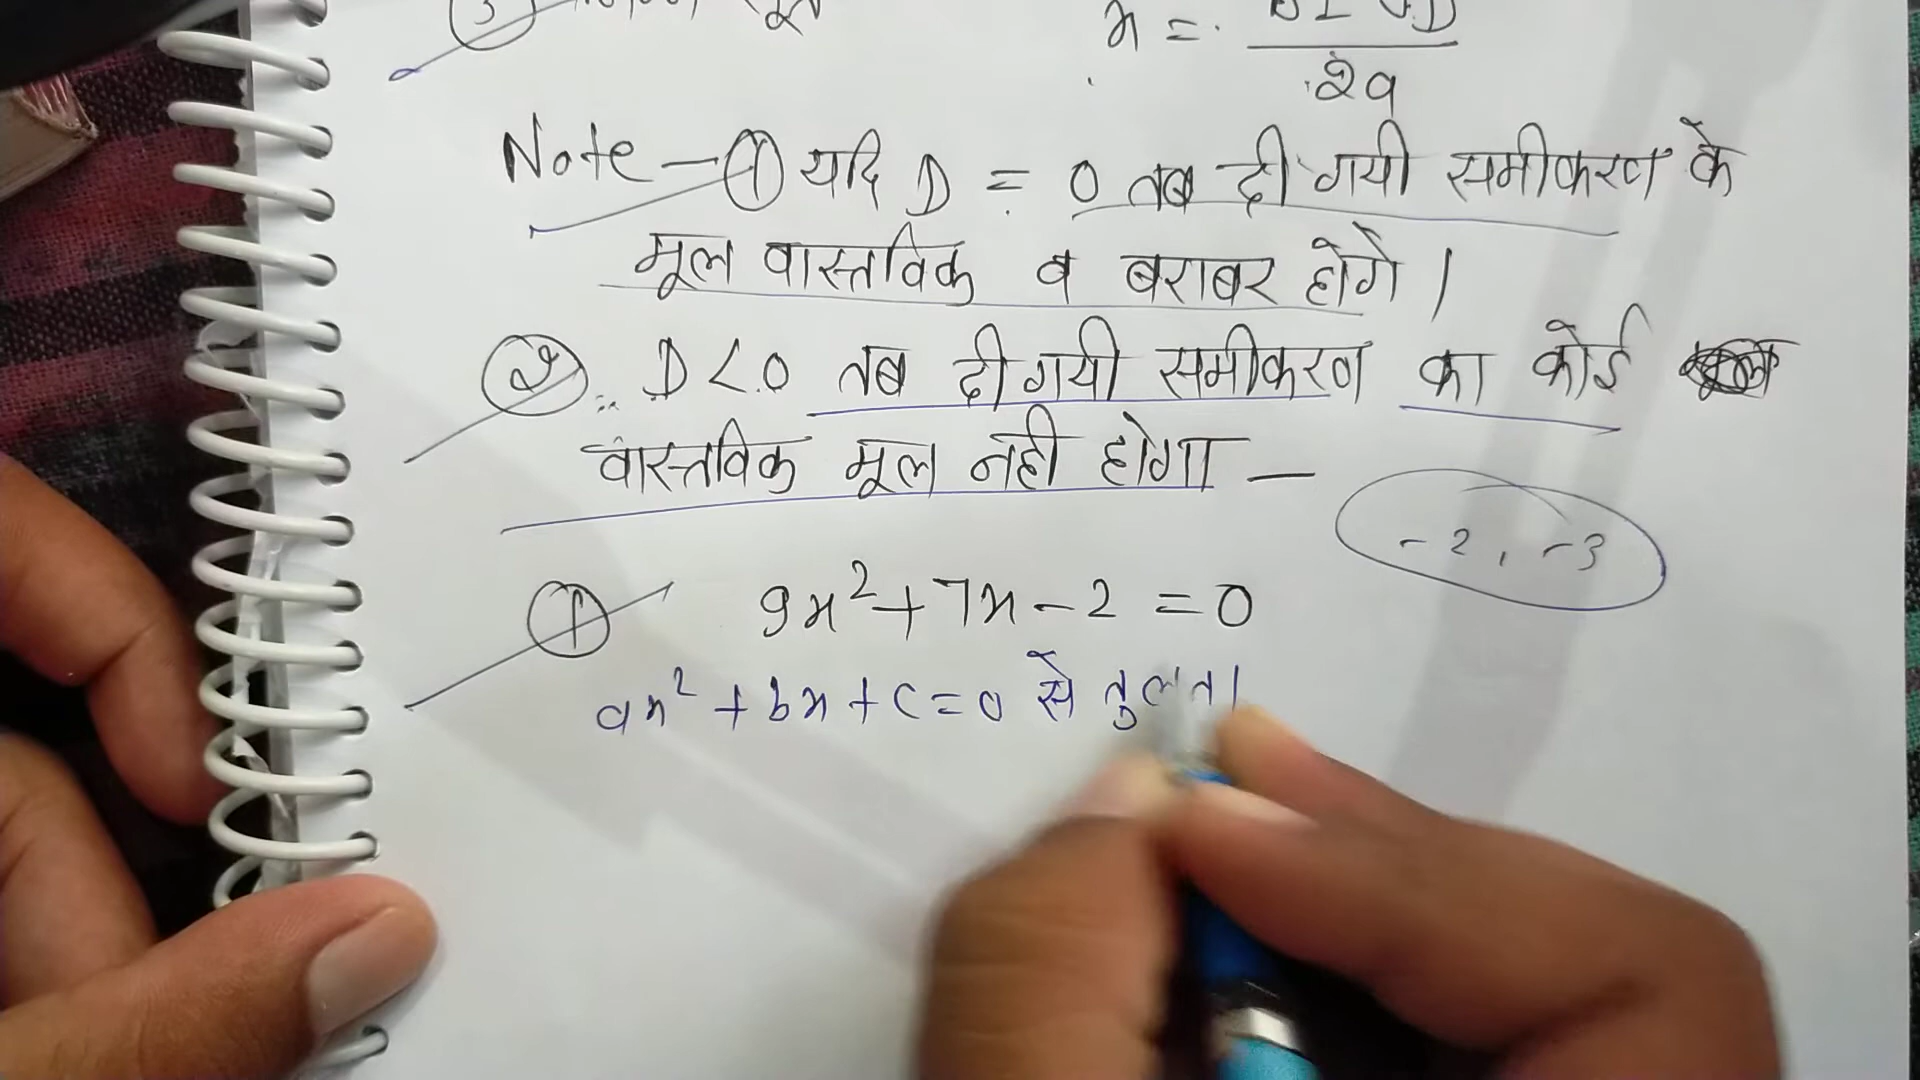 3
x =
2a
Note - 1 यदि D = 0 तब दी गयी समीकरण के
मूल वास्तविक व बराबर होगे।
2 D < 0 तब दी गयी समीकरण का कोई
वास्तविक मूल नही होगा -
-2, -3
1 9x² + 7x - 2 = 0
ax² + bx + c = 0 से तुलना